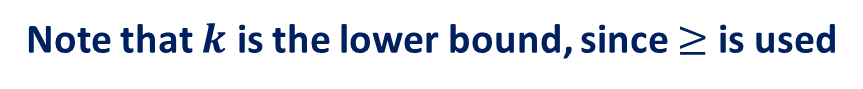 Note that k is the lower bound, since ≥ is used